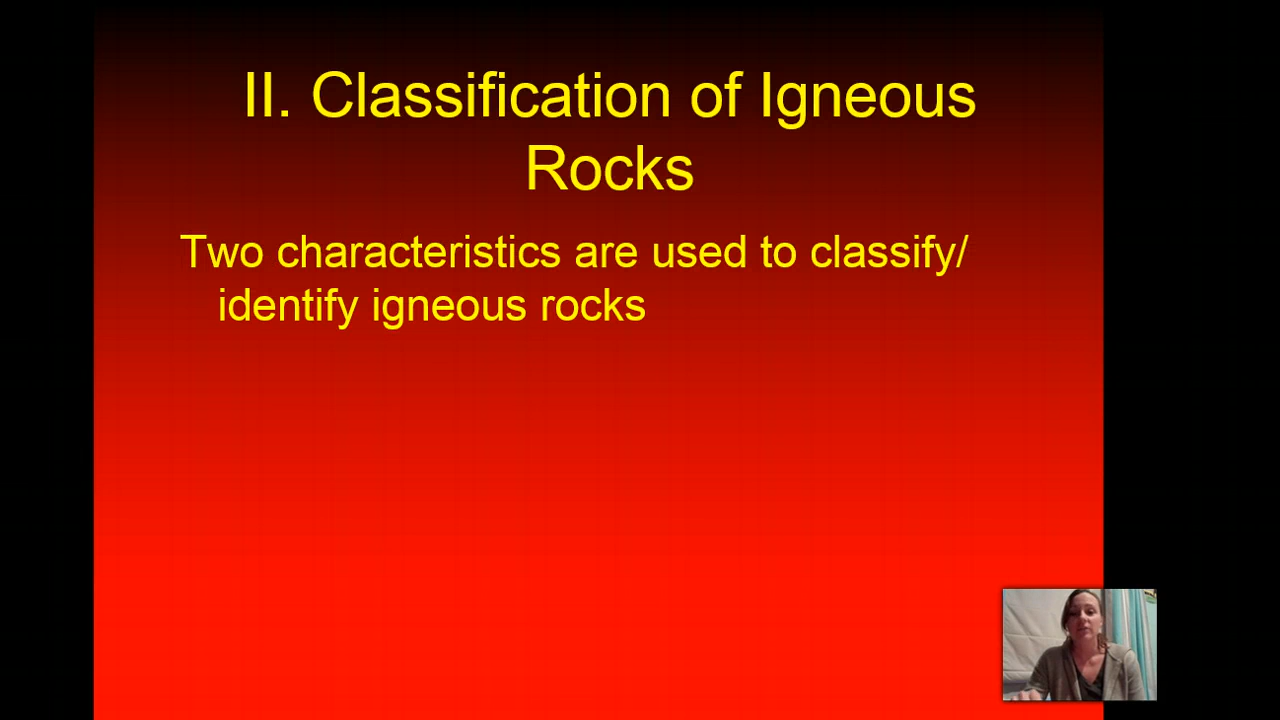 II. Classification of Igneous
Rocks
Two characteristics are used to classify/
identify igneous rocks